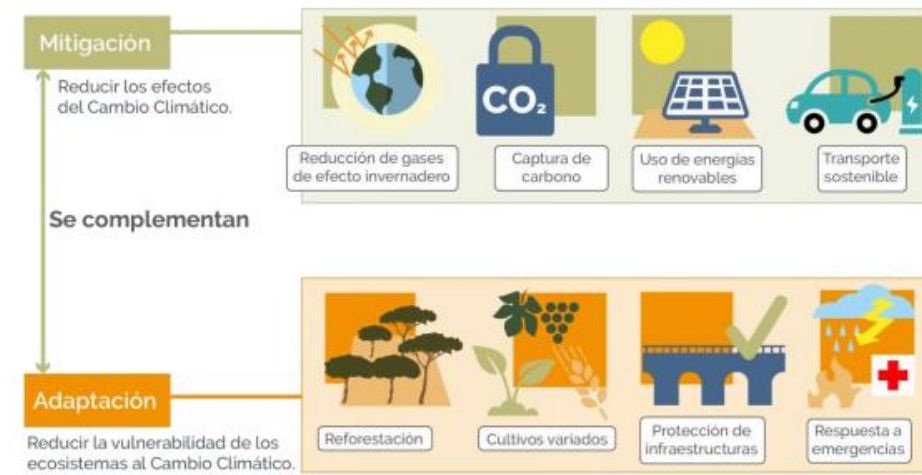 Mitigación
Reducir los efectos
del Cambio Climático.
CO₂
Reducción de gases
de efecto invernadero
Captura de
carbono
Uso de energías
renovables
Transporte
sostenible
Se complementan
Adaptación
Reducir la vulnerabilidad de los
ecosistemas al Cambio Climático.
Reforestación
Cultivos variados
Protección de
infraestructuras
Respuesta a
emergencias